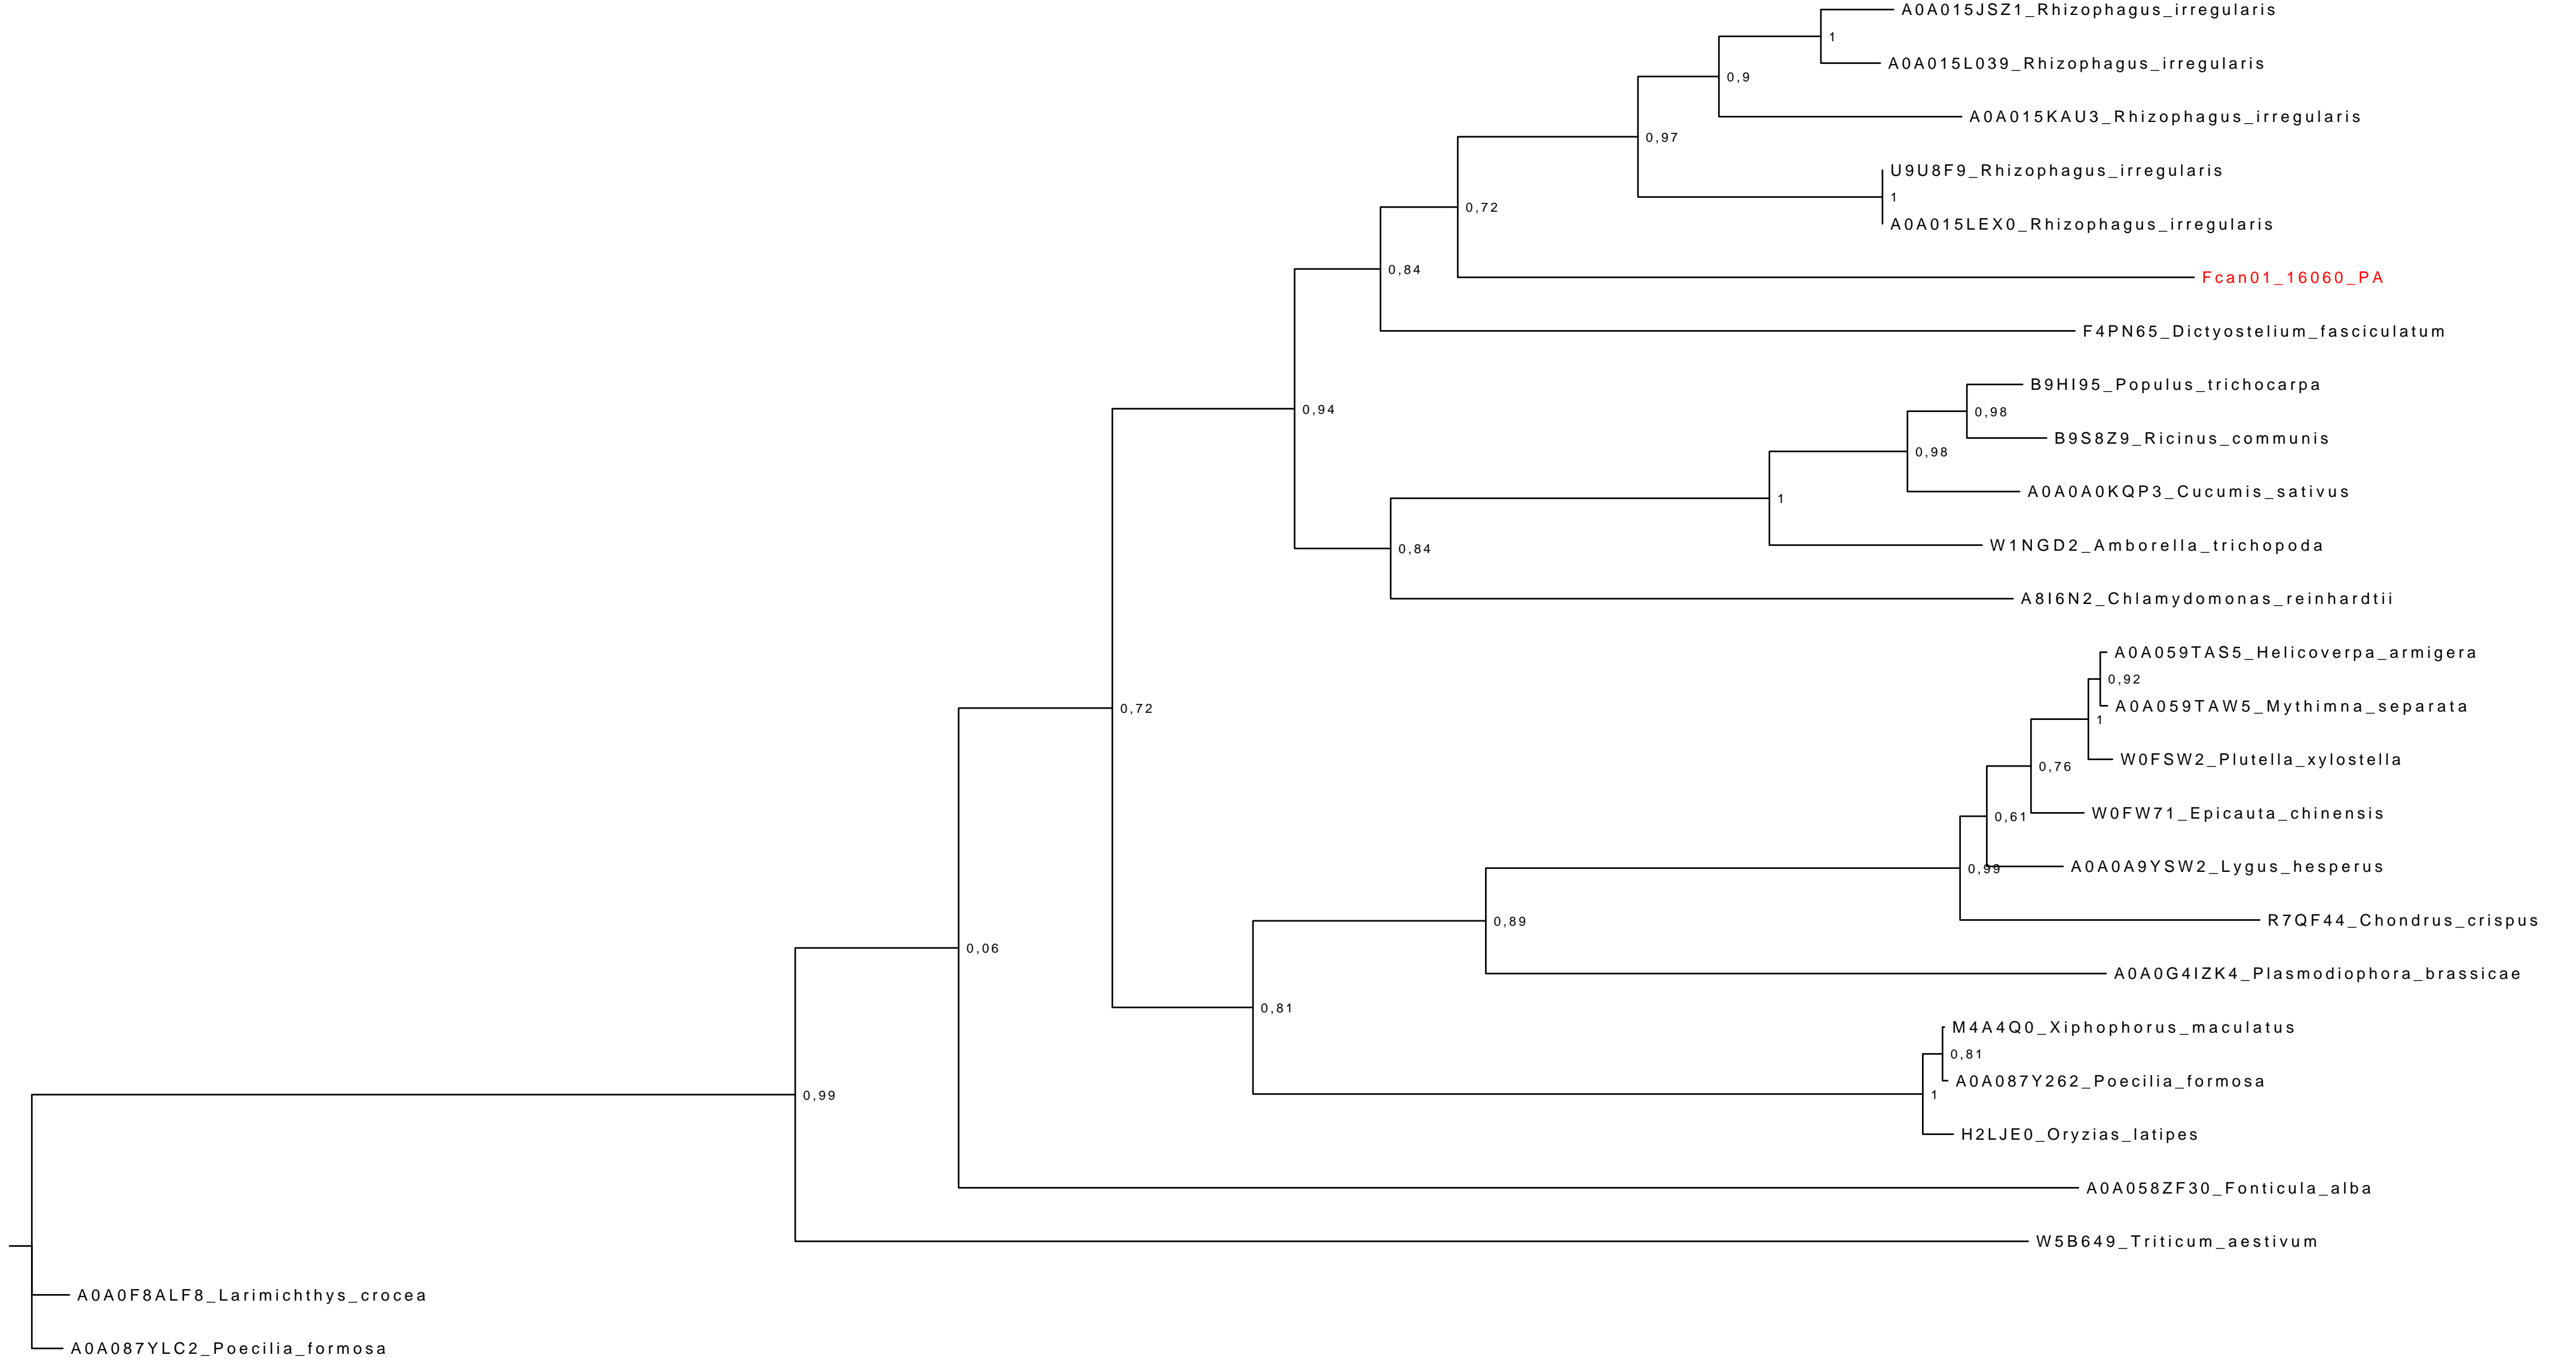 A0A015JSZ1_Rhizophagus_irregularis
1
A0A015L039_Rhizophagus_irregularis
0,9
A0A015KAU3_Rhizophagus_irregularis
0,97
U9U8F9_Rhizophagus_irregularis
1
A0A015LEX0_Rhizophagus_irregularis
0,72
Fcan01_16060_PA
0,84
F4PN65_Dictyostelium_fasciculatum
B9HI95_Populus_trichocarpa
0,94
0,98
B9S8Z9_Ricinus_communis
0,98
A0A0A0KQP3_Cucumis_sativus
1
W1NGD2_Amborella_trichopoda
0,84
A8I6N2_Chlamydomonas_reinhardtii
A0A059TAS5_Helicoverpa_armigera
0,92
A0A059TAW5_Mythimna_separata
0,72
1
W0FSW2_Plutella_xylostella
0,76
W0FW71_Epicauta_chinensis
0,61
A0A0A9YSW2_Lygus_hesperus
0,99
R7QF44_Chondrus_crispus
0,89
0,06
A0A0G4IZK4_Plasmodiophora_brassicae
0,81
M4A4Q0_Xiphophorus_maculatus
0,81
A0A087Y262_Poecilia_formosa
0,99
1
H2LJE0_Oryzias_latipes
A0A058ZF30_Fonticula_alba
W5B649_Triticum_aestivum
A0A0F8ALF8_Larimichthys_crocea
A0A087YLC2_Poecilia_formosa